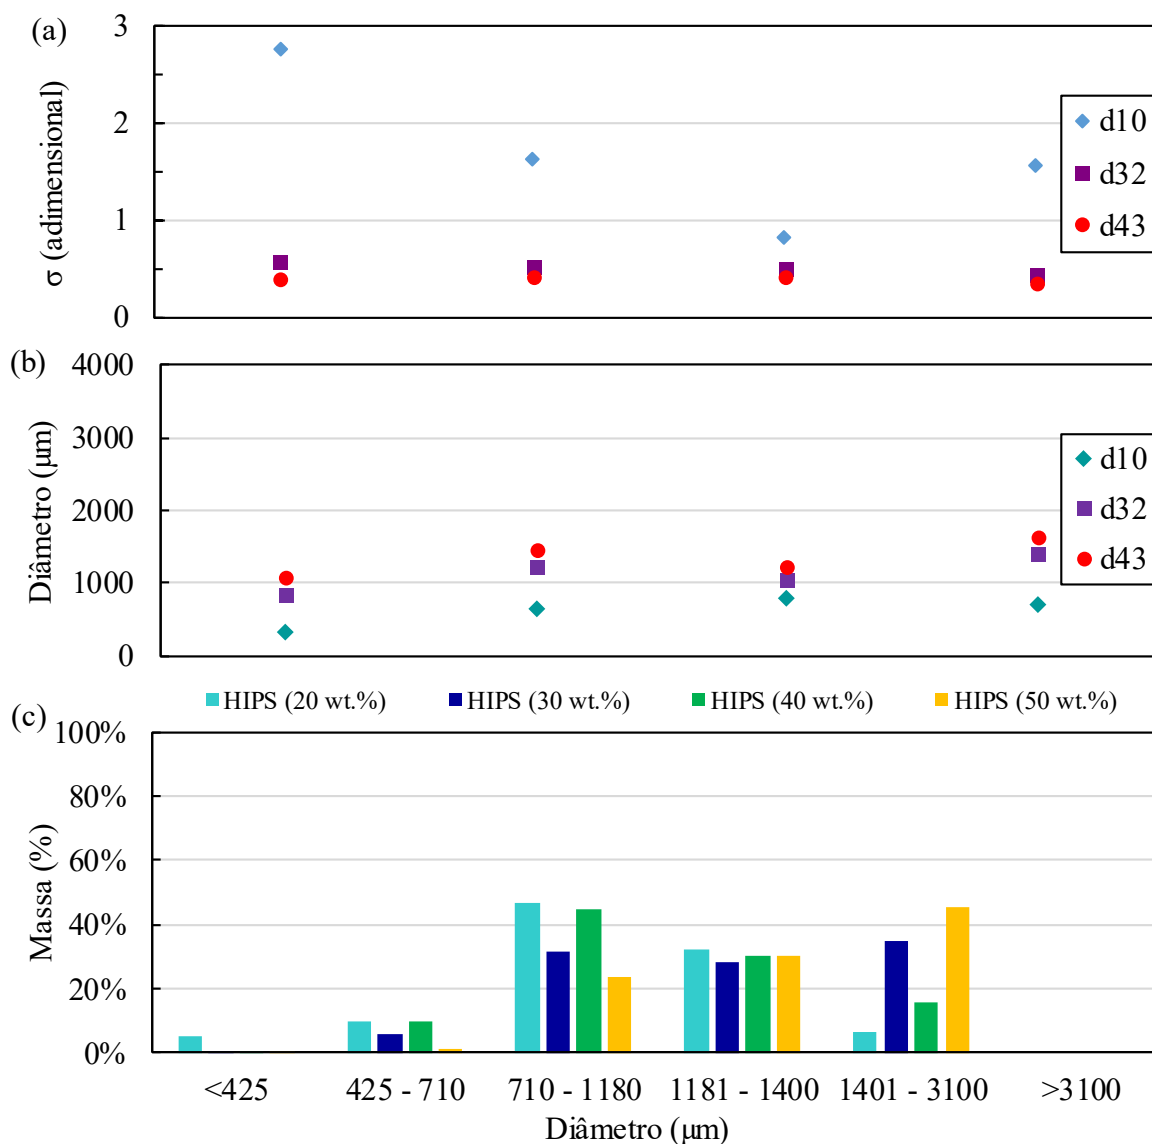 (a)
σ (adimensional)
3
2
1
0
d10
d32
d43
(b)
Diâmetro (μm)
4000
3000
2000
1000
0
d10
d32
d43
HIPS (20 wt.%) HIPS (30 wt.%) HIPS (40 wt.%) HIPS (50 wt.%)
(c)
Massa (%)
100%
80%
60%
40%
20%
0%
<425 425 - 710 710 - 1180 1181 - 1400 1401 - 3100 >3100
Diâmetro (μm)